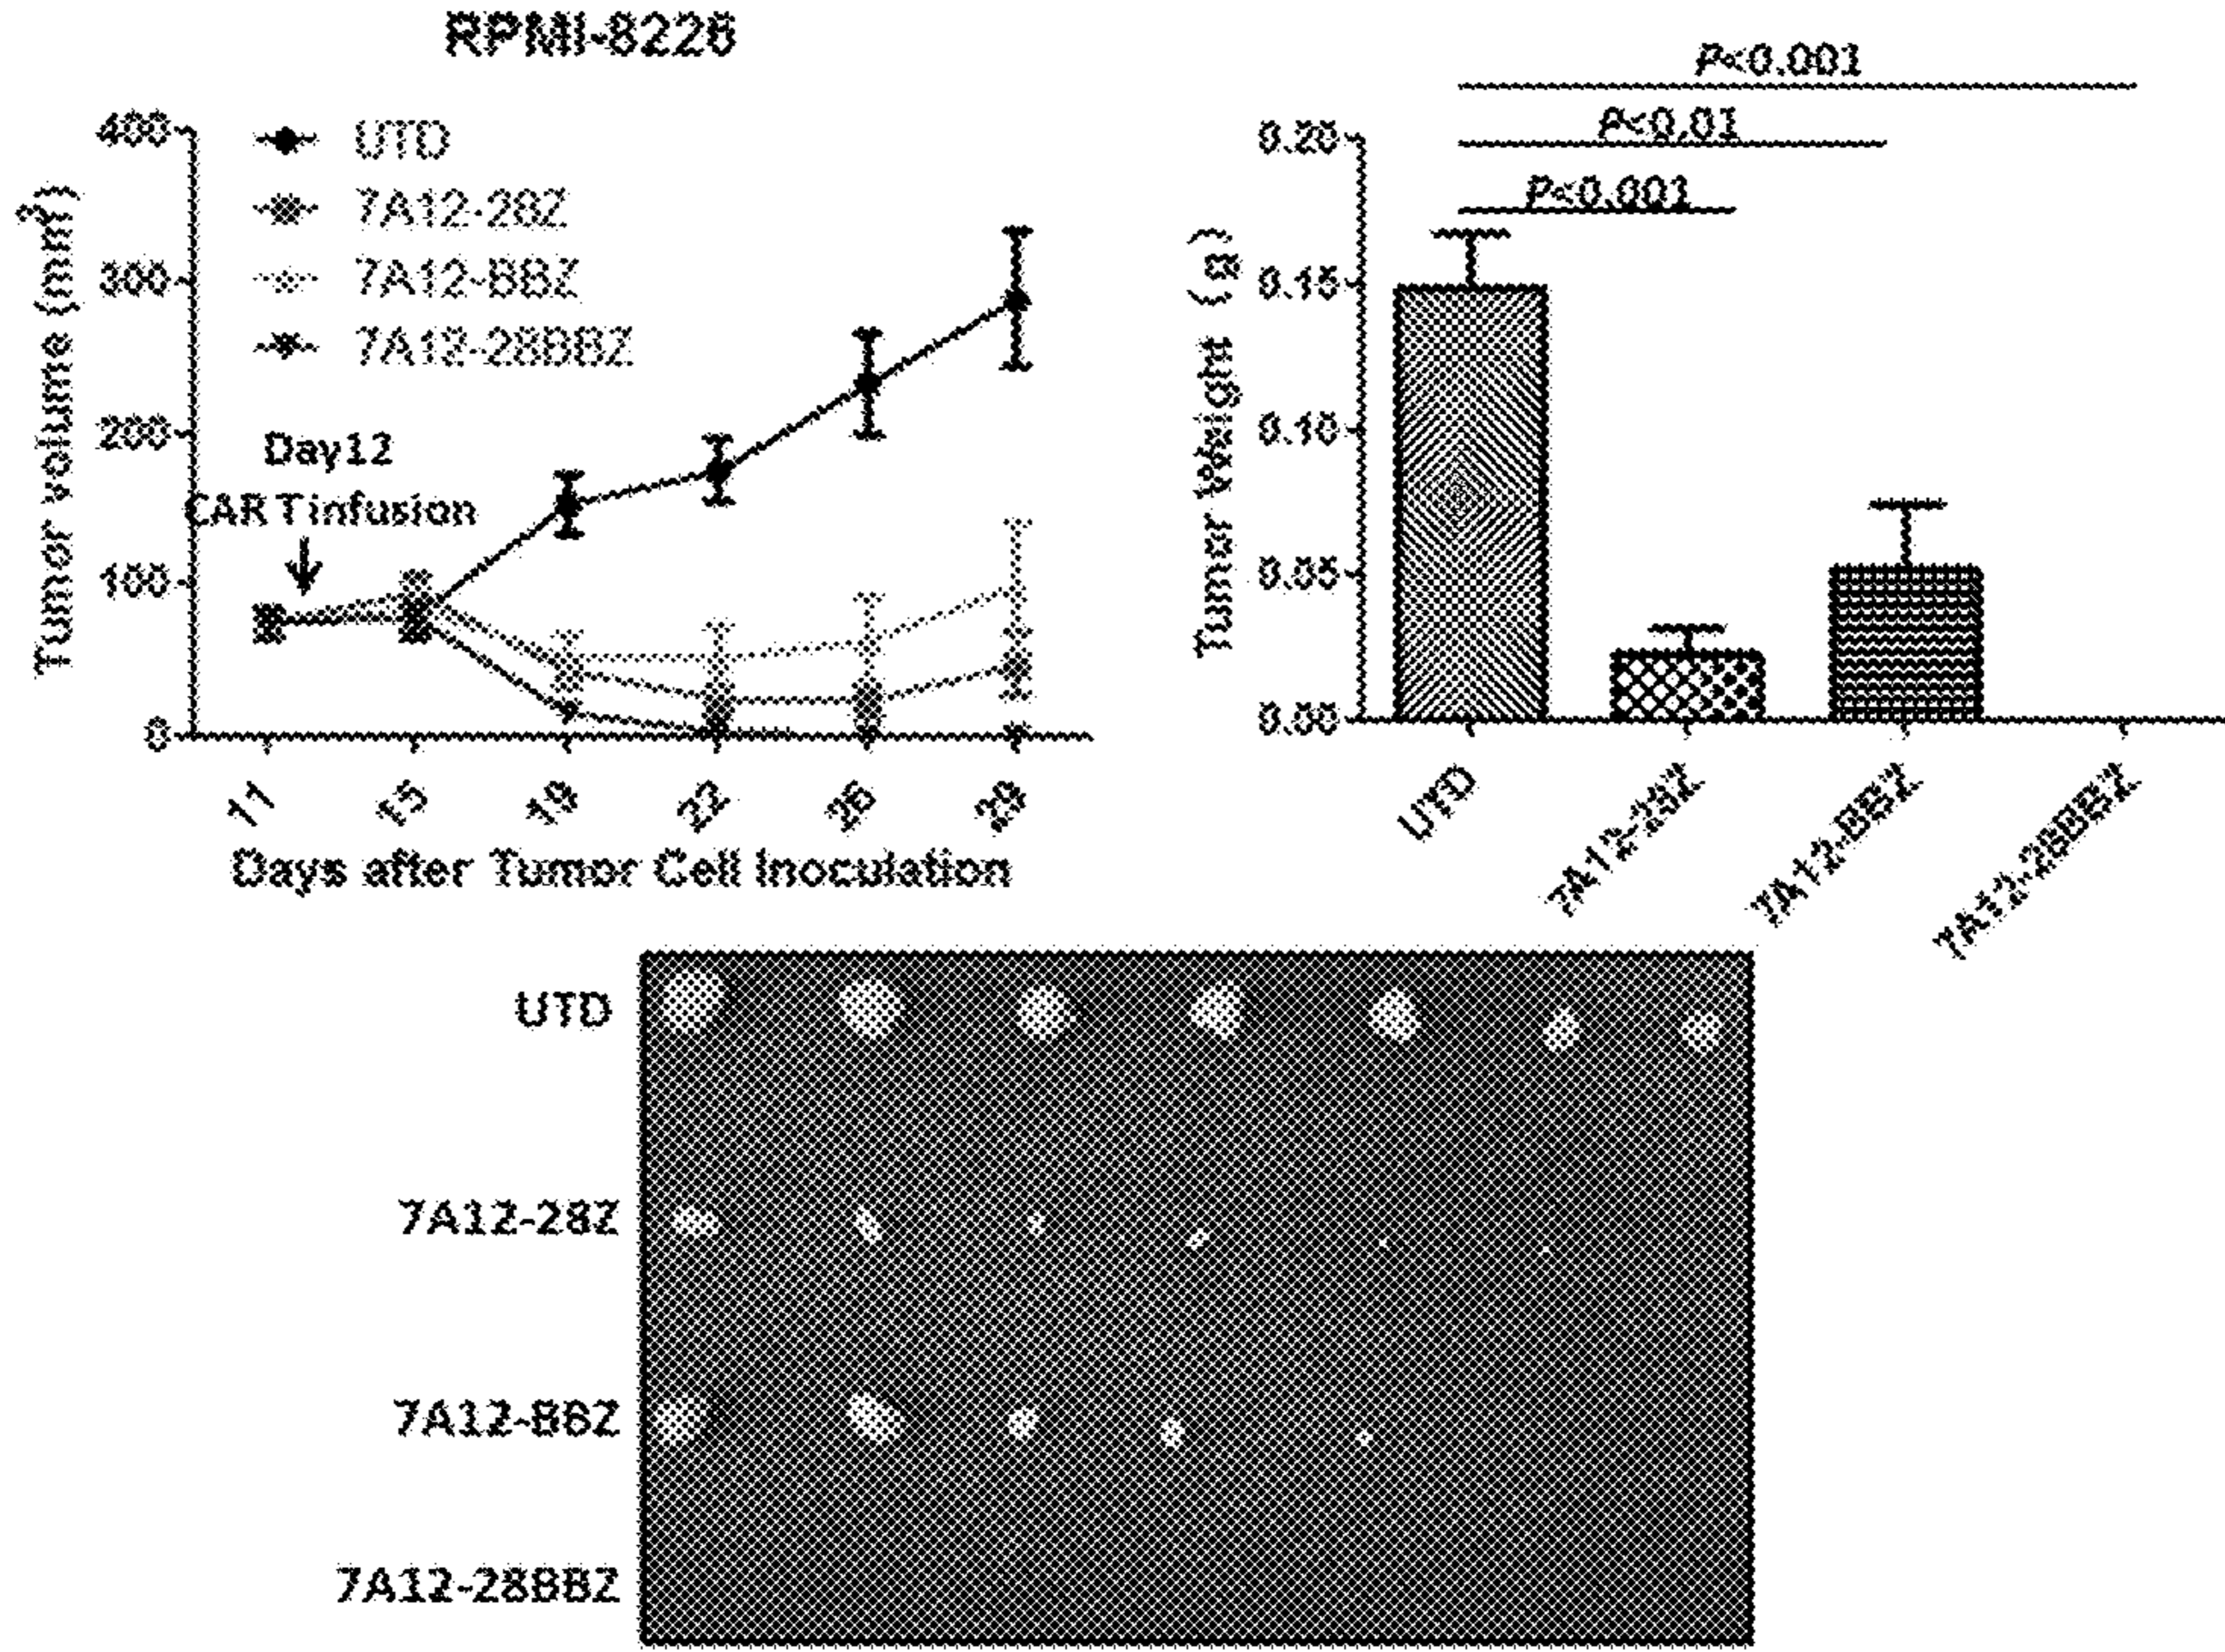 RPMI-8226
400
300
200
100
0
Tumor volume (mm³)
UTD
7A12-28Z
7A12-BBZ
7A12-28BBZ
Day12
CAR T infusion
11
15
19
22
26
29
Days after Tumor Cell Inoculation
P<0.001
P<0.01
P<0.001
0.20
0.15
0.10
0.05
0.00
Tumor Weight (g)
UTD
7A12-28Z
7A12-BBZ
7A12-28BBZ
UTD
7A12-28Z
7A12-BBZ
7A12-28BBZ